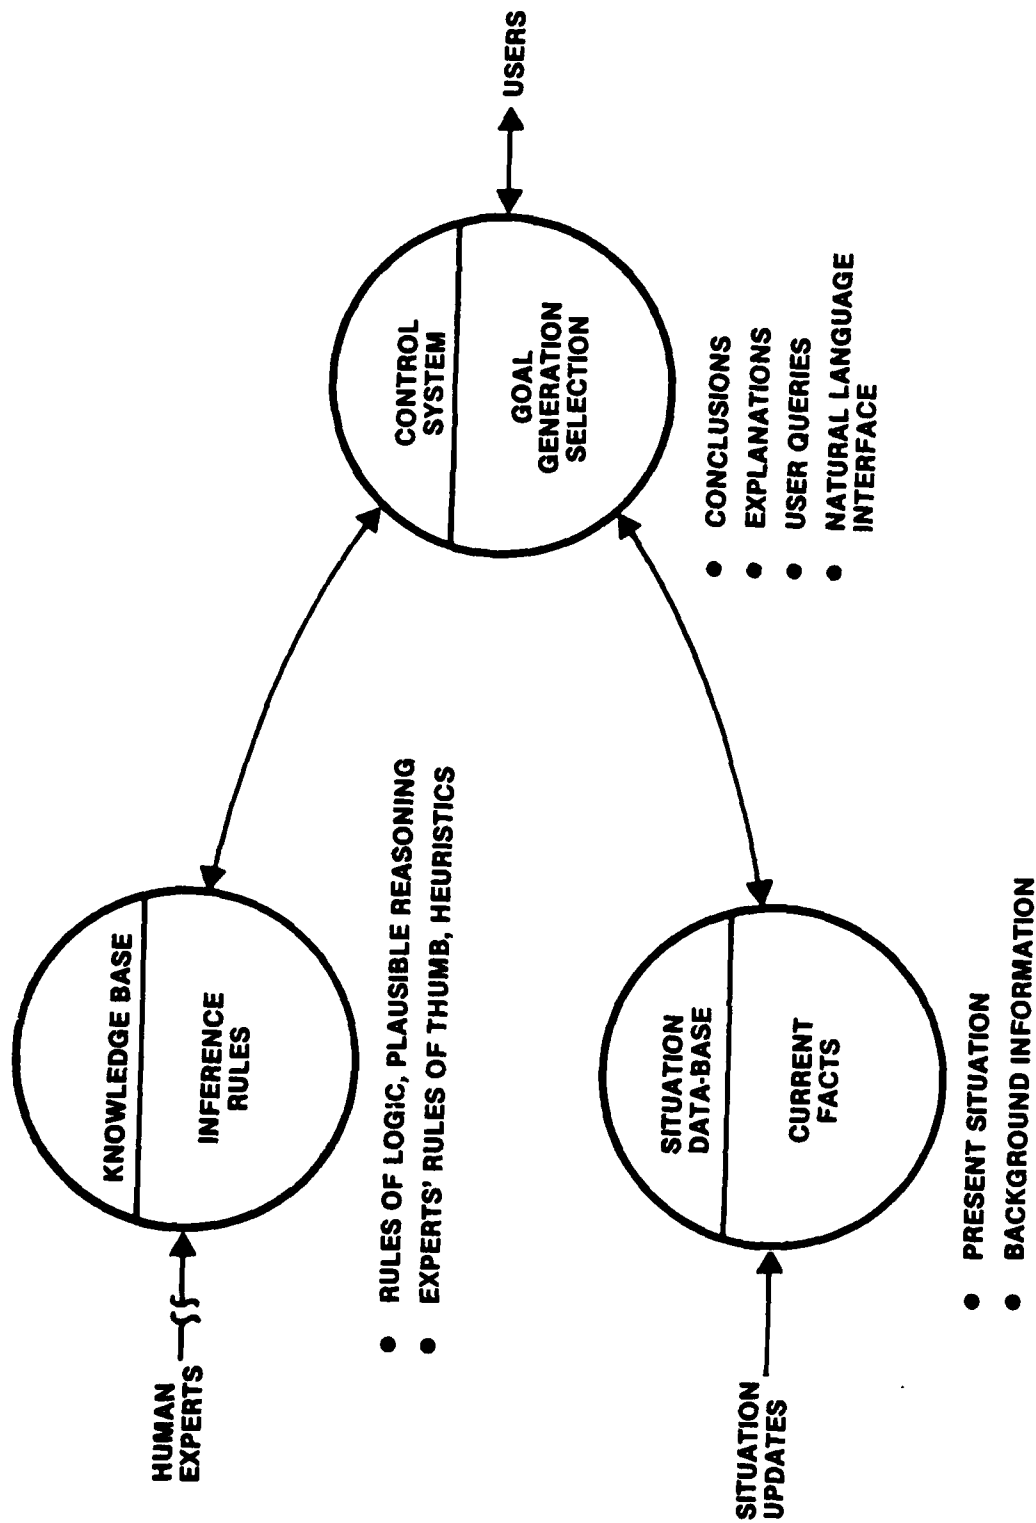 HUMAN
EXPERTS
KNOWLEDGE BASE
INFERENCE
RULES
● RULES OF LOGIC, PLAUSIBLE REASONING
● EXPERTS' RULES OF THUMB, HEURISTICS
SITUATION
UPDATES
SITUATION
DATA-BASE
CURRENT
FACTS
● PRESENT SITUATION
● BACKGROUND INFORMATION
CONTROL
SYSTEM
GOAL
GENERATION
SELECTION
USERS
● CONCLUSIONS
● EXPLANATIONS
● USER QUERIES
● NATURAL LANGUAGE
INTERFACE